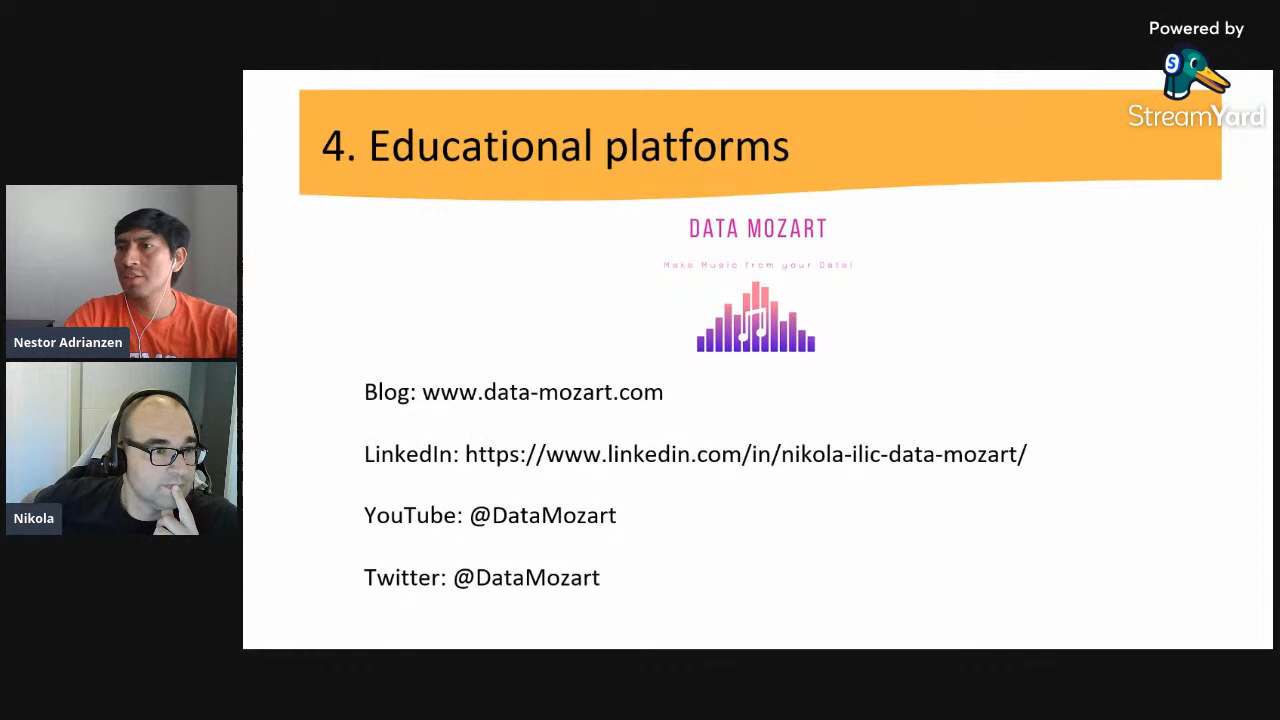 Powered by
StreamYard
4. Educational platforms
DATA MOZART
Make Music from your Data!
Blog: www.data-mozart.com
LinkedIn: https://www.linkedin.com/in/nikola-ilic-data-mozart/
YouTube: @DataMozart
Twitter: @DataMozart
Nestor Adrianzen
Nikola